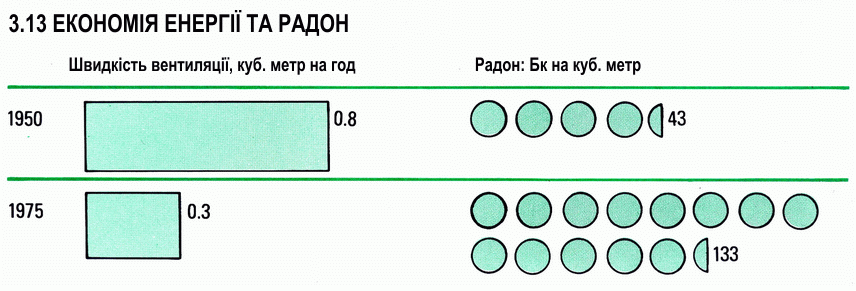 3.13 ЕКОНОМІЯ ЕНЕРГІЇ ТА РАДОН
Швидкість вентиляції, куб. метр на год
Радон: Бк на куб. метр
1950
0.8
43
1975
0.3
133